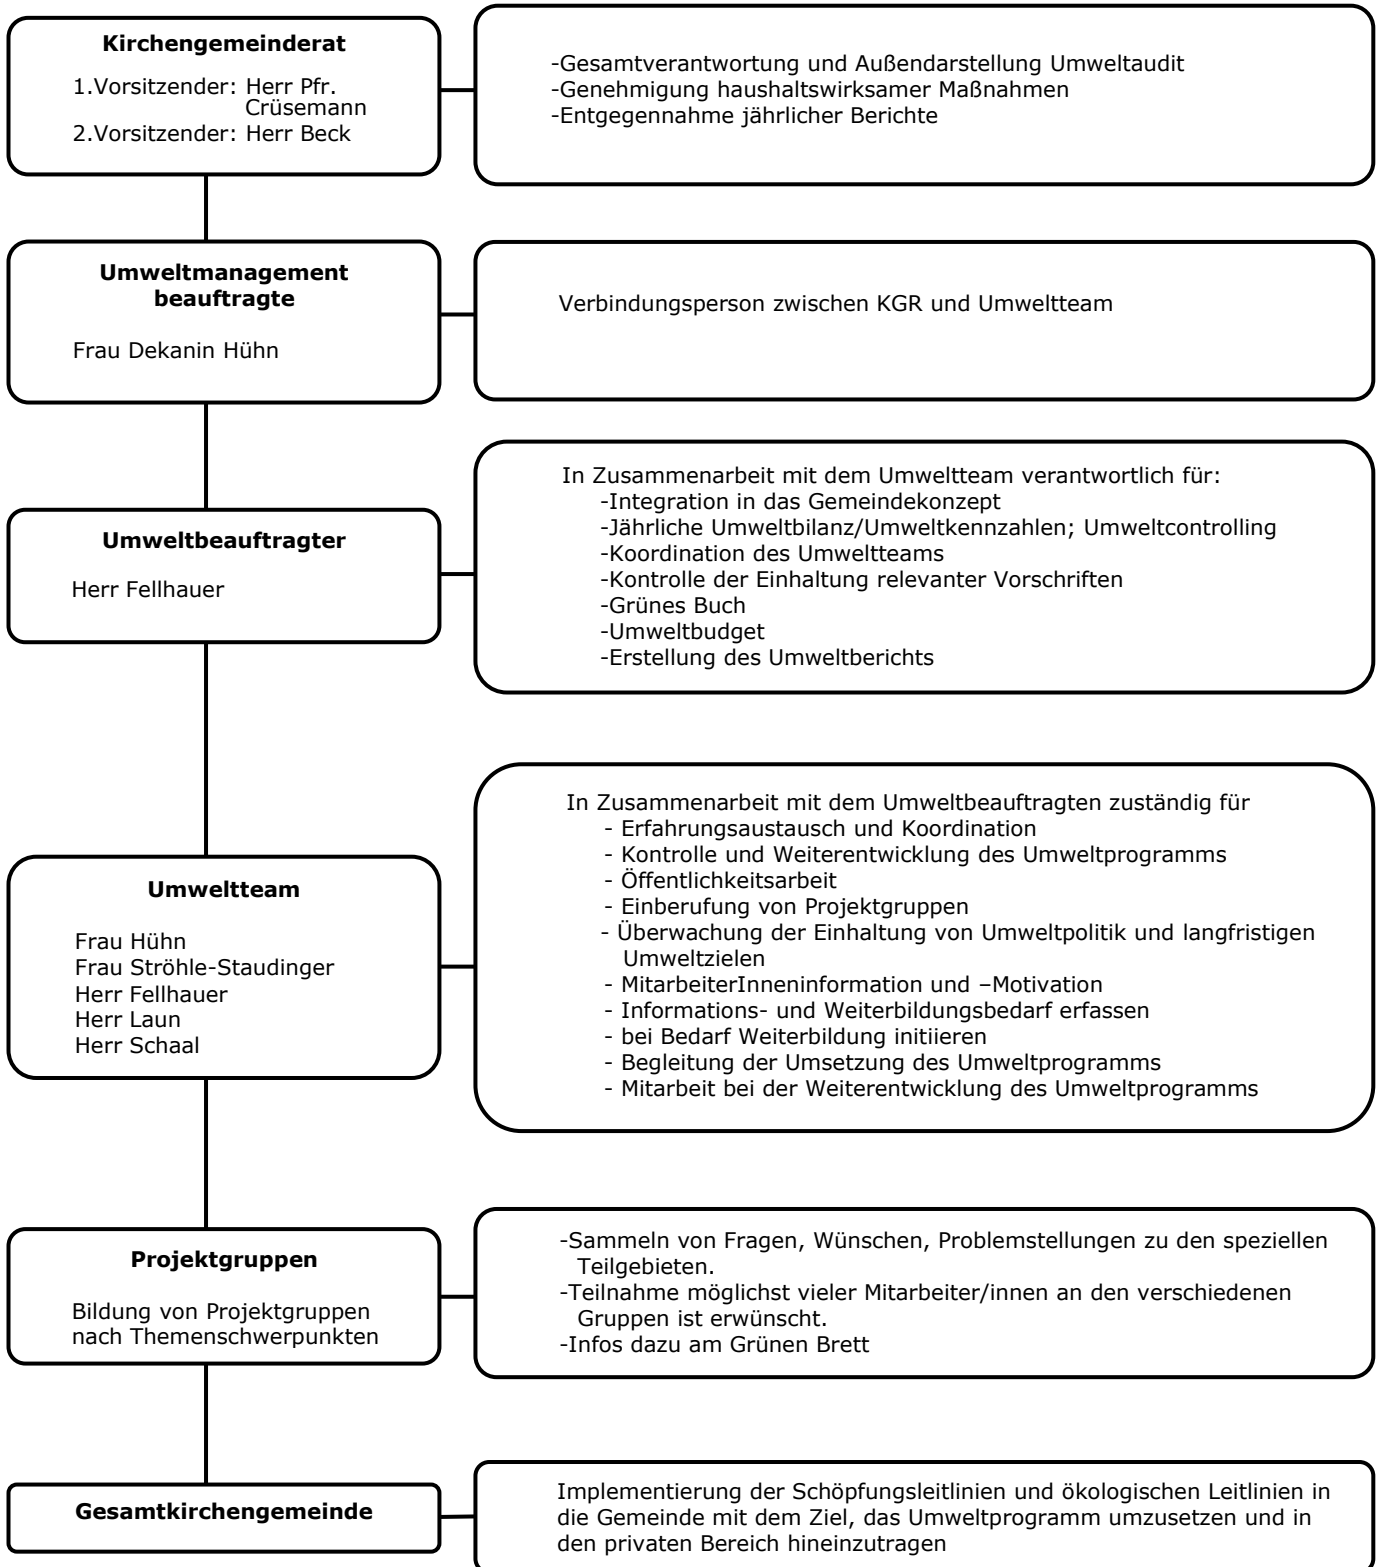 Kirchengemeinderat
1.Vorsitzender: Herr Pfr.
Crüsemann
2.Vorsitzender: Herr Beck
-Gesamtverantwortung und Außendarstellung Umweltaudit
-Genehmigung haushaltswirksamer Maßnahmen
-Entgegennahme jährlicher Berichte
Umweltmanagement
beauftragte
Frau Dekanin Hühn
Verbindungsperson zwischen KGR und Umweltteam
Umweltbeauftragter
Herr Fellhauer
In Zusammenarbeit mit dem Umweltteam verantwortlich für:
-Integration in das Gemeindekonzept
-Jährliche Umweltbilanz/Umweltkennzahlen; Umweltcontrolling
-Koordination des Umweltteams
-Kontrolle der Einhaltung relevanter Vorschriften
-Grünes Buch
-Umweltbudget
-Erstellung des Umweltberichts
Umweltteam
Frau Hühn
Frau Ströhle-Staudinger
Herr Fellhauer
Herr Laun
Herr Schaal
In Zusammenarbeit mit dem Umweltbeauftragten zuständig für
- Erfahrungsaustausch und Koordination
- Kontrolle und Weiterentwicklung des Umweltprogramms
- Öffentlichkeitsarbeit
- Einberufung von Projektgruppen
- Überwachung der Einhaltung von Umweltpolitik und langfristigen
Umweltzielen
- MitarbeiterInneninformation und –Motivation
- Informations- und Weiterbildungsbedarf erfassen
- bei Bedarf Weiterbildung initiieren
- Begleitung der Umsetzung des Umweltprogramms
- Mitarbeit bei der Weiterentwicklung des Umweltprogramms
Projektgruppen
Bildung von Projektgruppen
nach Themenschwerpunkten
-Sammeln von Fragen, Wünschen, Problemstellungen zu den speziellen
Teilgebieten.
-Teilnahme möglichst vieler Mitarbeiter/innen an den verschiedenen
Gruppen ist erwünscht.
-Infos dazu am Grünen Brett
Gesamtkirchengemeinde
Implementierung der Schöpfungsleitlinien und ökologischen Leitlinien in
die Gemeinde mit dem Ziel, das Umweltprogramm umzusetzen und in
den privaten Bereich hineinzutragen